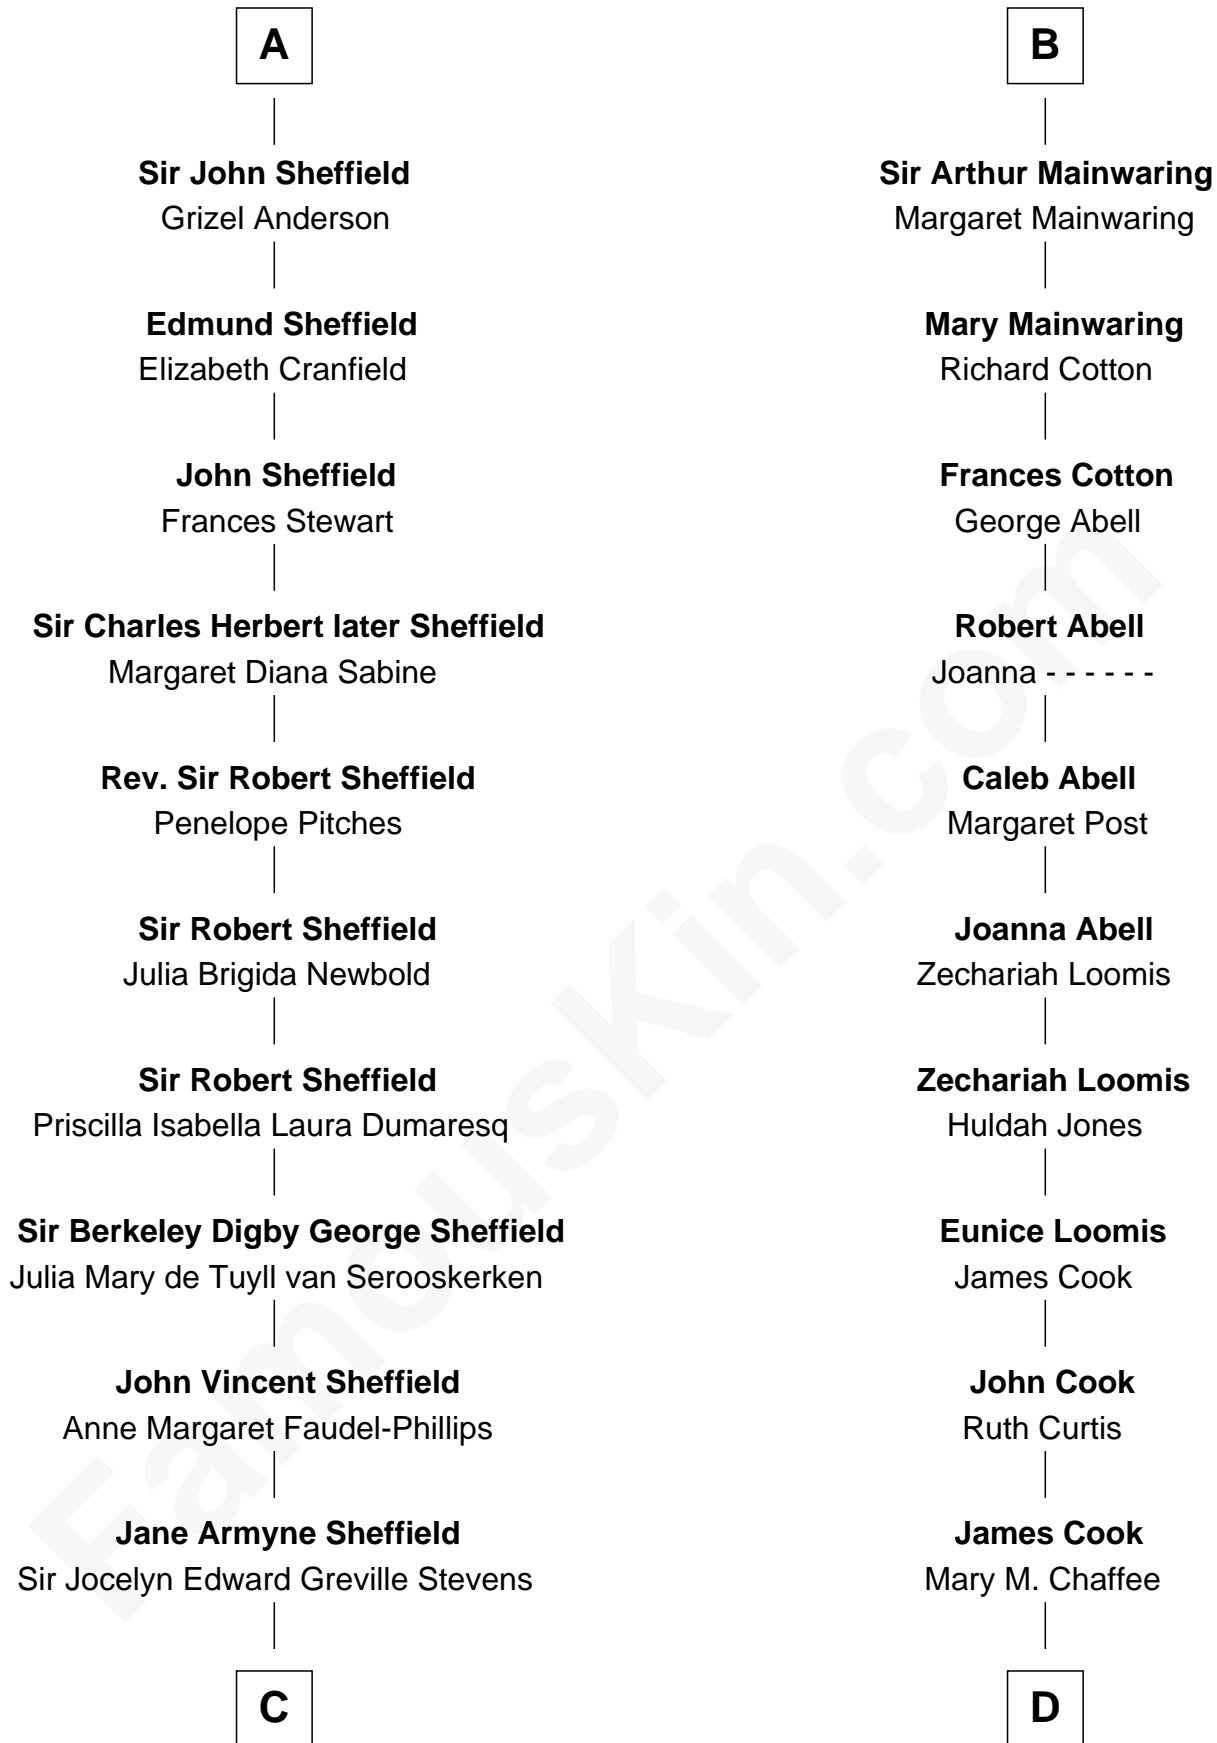 A
Sir John Sheffield
Grizel Anderson
Edmund Sheffield
Elizabeth Cranfield
John Sheffield
Frances Stewart
Sir Charles Herbert later Sheffield
Margaret Diana Sabine
Rev. Sir Robert Sheffield
Penelope Pitches
Sir Robert Sheffield
Julia Brigida Newbold
Sir Robert Sheffield
Priscilla Isabella Laura Dumaresq
Sir Berkeley Digby George Sheffield
Julia Mary de Tuyll van Serooskerken
John Vincent Sheffield
Anne Margaret Faudel-Phillips
Jane Armyne Sheffield
Sir Jocelyn Edward Greville Stevens
C
B
Sir Arthur Mainwaring
Margaret Mainwaring
Mary Mainwaring
Richard Cotton
Frances Cotton
George Abell
Robert Abell
Joanna - - - - - -
Caleb Abell
Margaret Post
Joanna Abell
Zechariah Loomis
Zechariah Loomis
Huldah Jones
Eunice Loomis
James Cook
John Cook
Ruth Curtis
James Cook
Mary M. Chaffee
D
FamousKin.com